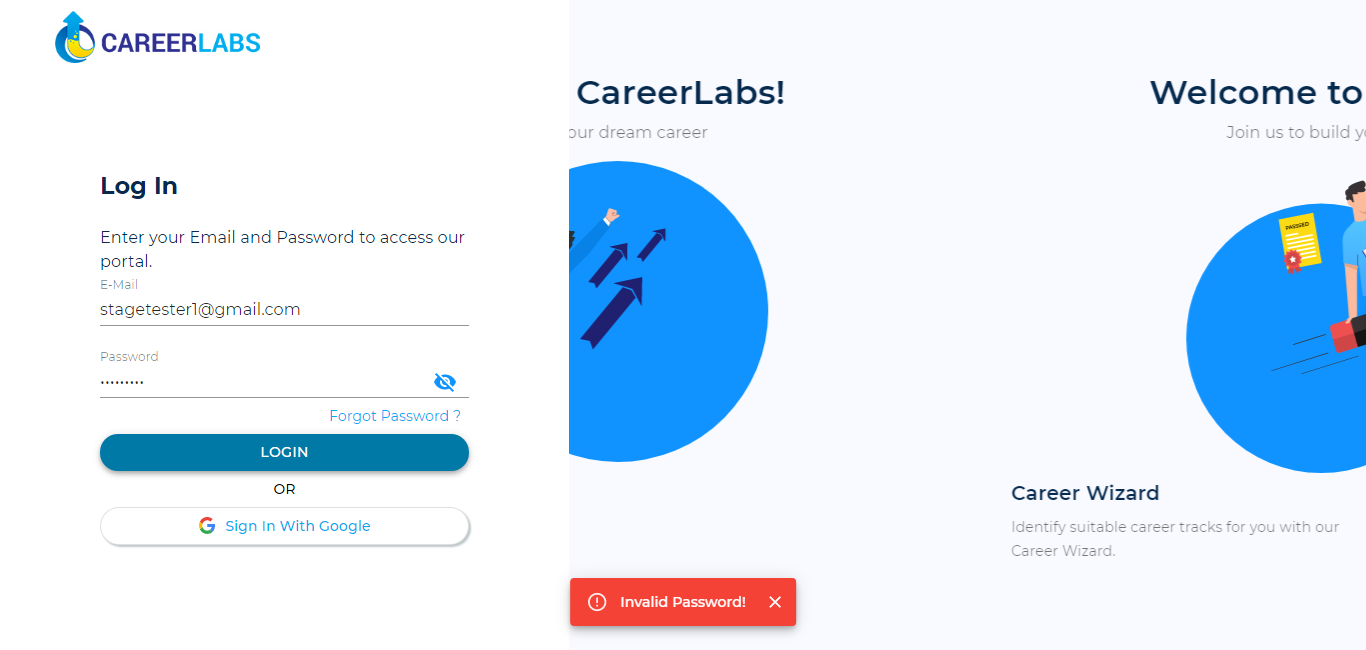 CAREERLABS
Log In
Enter your Email and Password to access our
portal.
E-Mail
stagetester1@gmail.com
Password
•••••••••
Forgot Password ?
LOGIN
OR
Sign In With Google
CareerLabs!
our dream career
Welcome to
Join us to build yo
PASSED
Career Wizard
Identify suitable career tracks for you with our
Career Wizard.
Invalid Password!